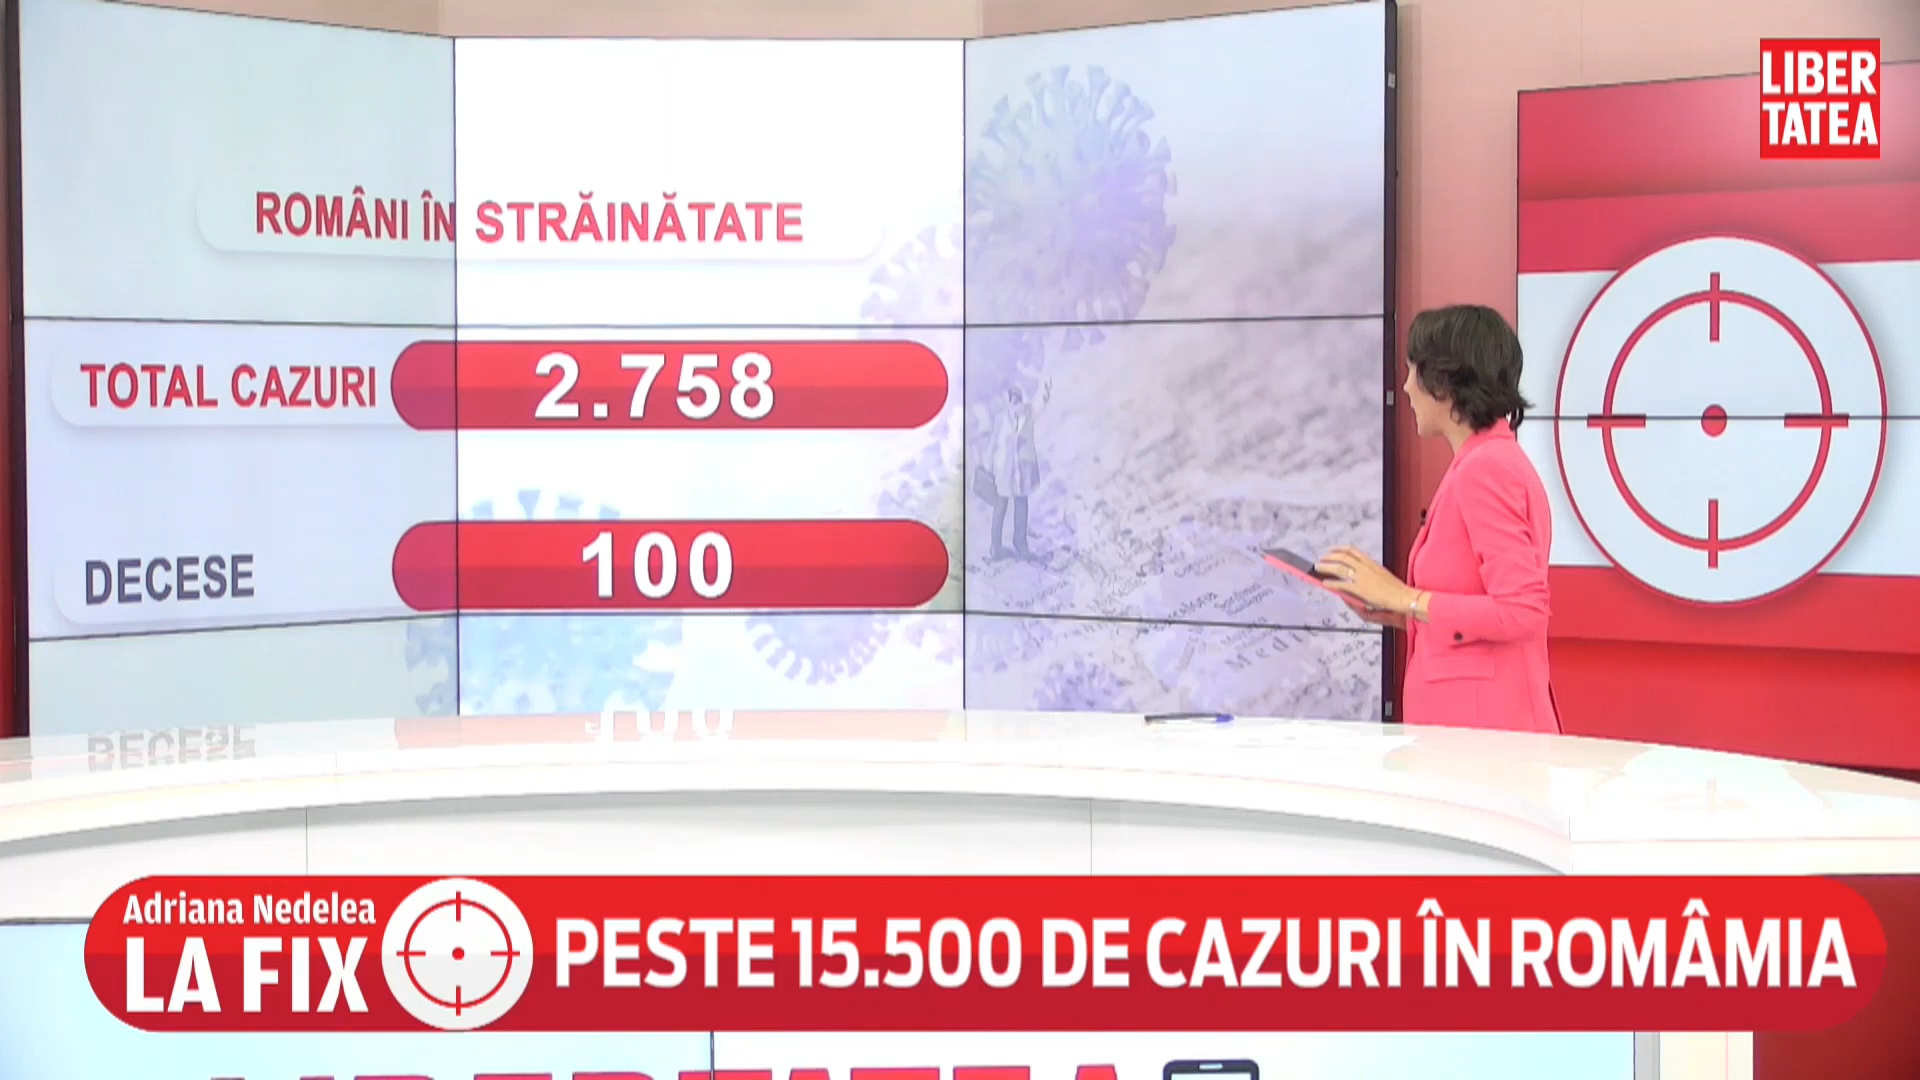 LIBER
TATEA
ROMÂNI ÎN STRĂINĂTATE
TOTAL CAZURI 2.758
DECESE 100
Adriana Nedelea
LA FIX
PESTE 15.500 DE CAZURI ÎN ROMÂMIA
LIBERTATEA